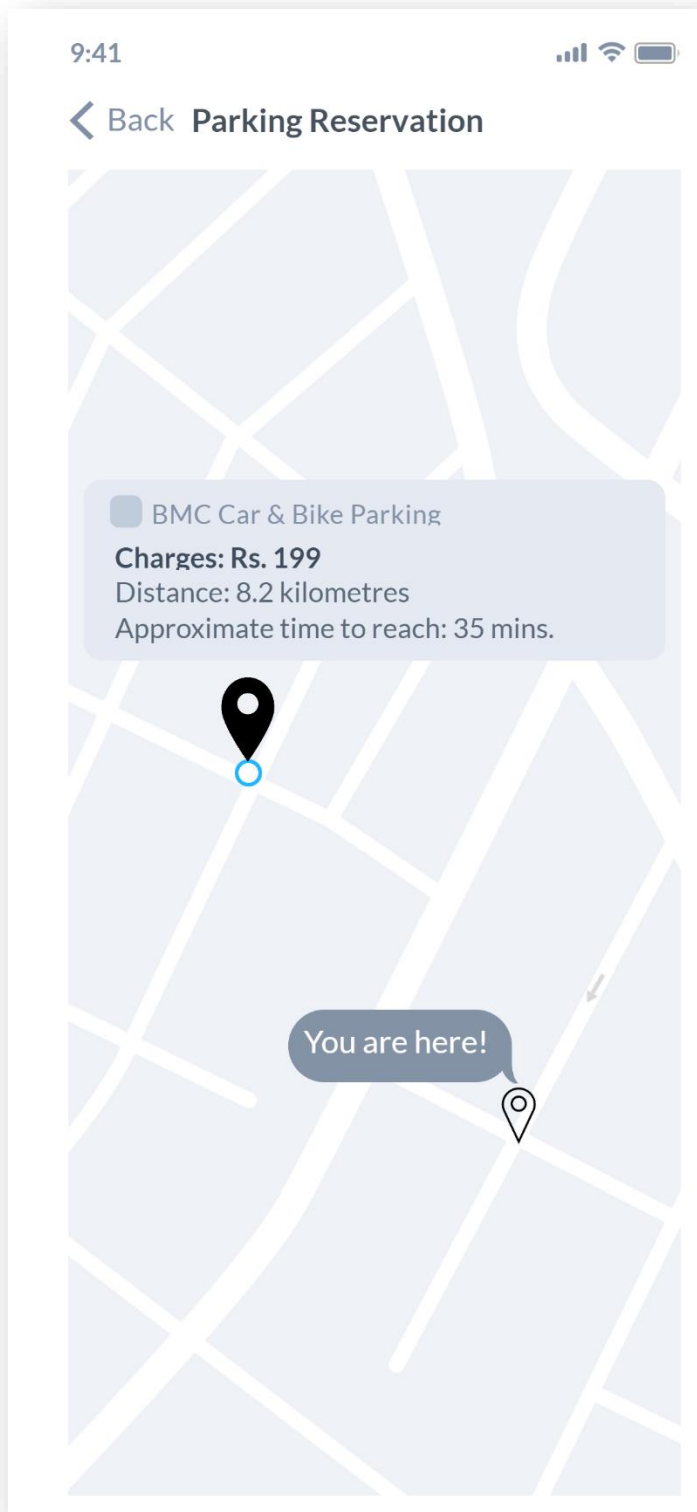 9:41
Back Parking Reservation
BMC Car & Bike Parking
Charges: Rs. 199
Distance: 8.2 kilometres
Approximate time to reach: 35 mins.
You are here!